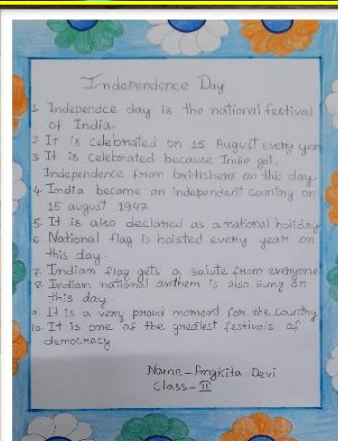 Independence Day
1. Independce day is the national festival
of India.
2 It is celebrated on 15 August every year
3 It is celebrated because India got,
Independence from britishers on this day.
4. India became an independent country on
15 august 1947
5. It is also declared as a national holiday
6 National flag is hoisted every year on
this day.
7. Indian flag gets a salute from everyone
8. Indian national anthem is also sung on
this day.
9. It is a very proud moment for the country
10. It is one of the greatest festivals of
democracy
Name - Angkita Devi
Class - II